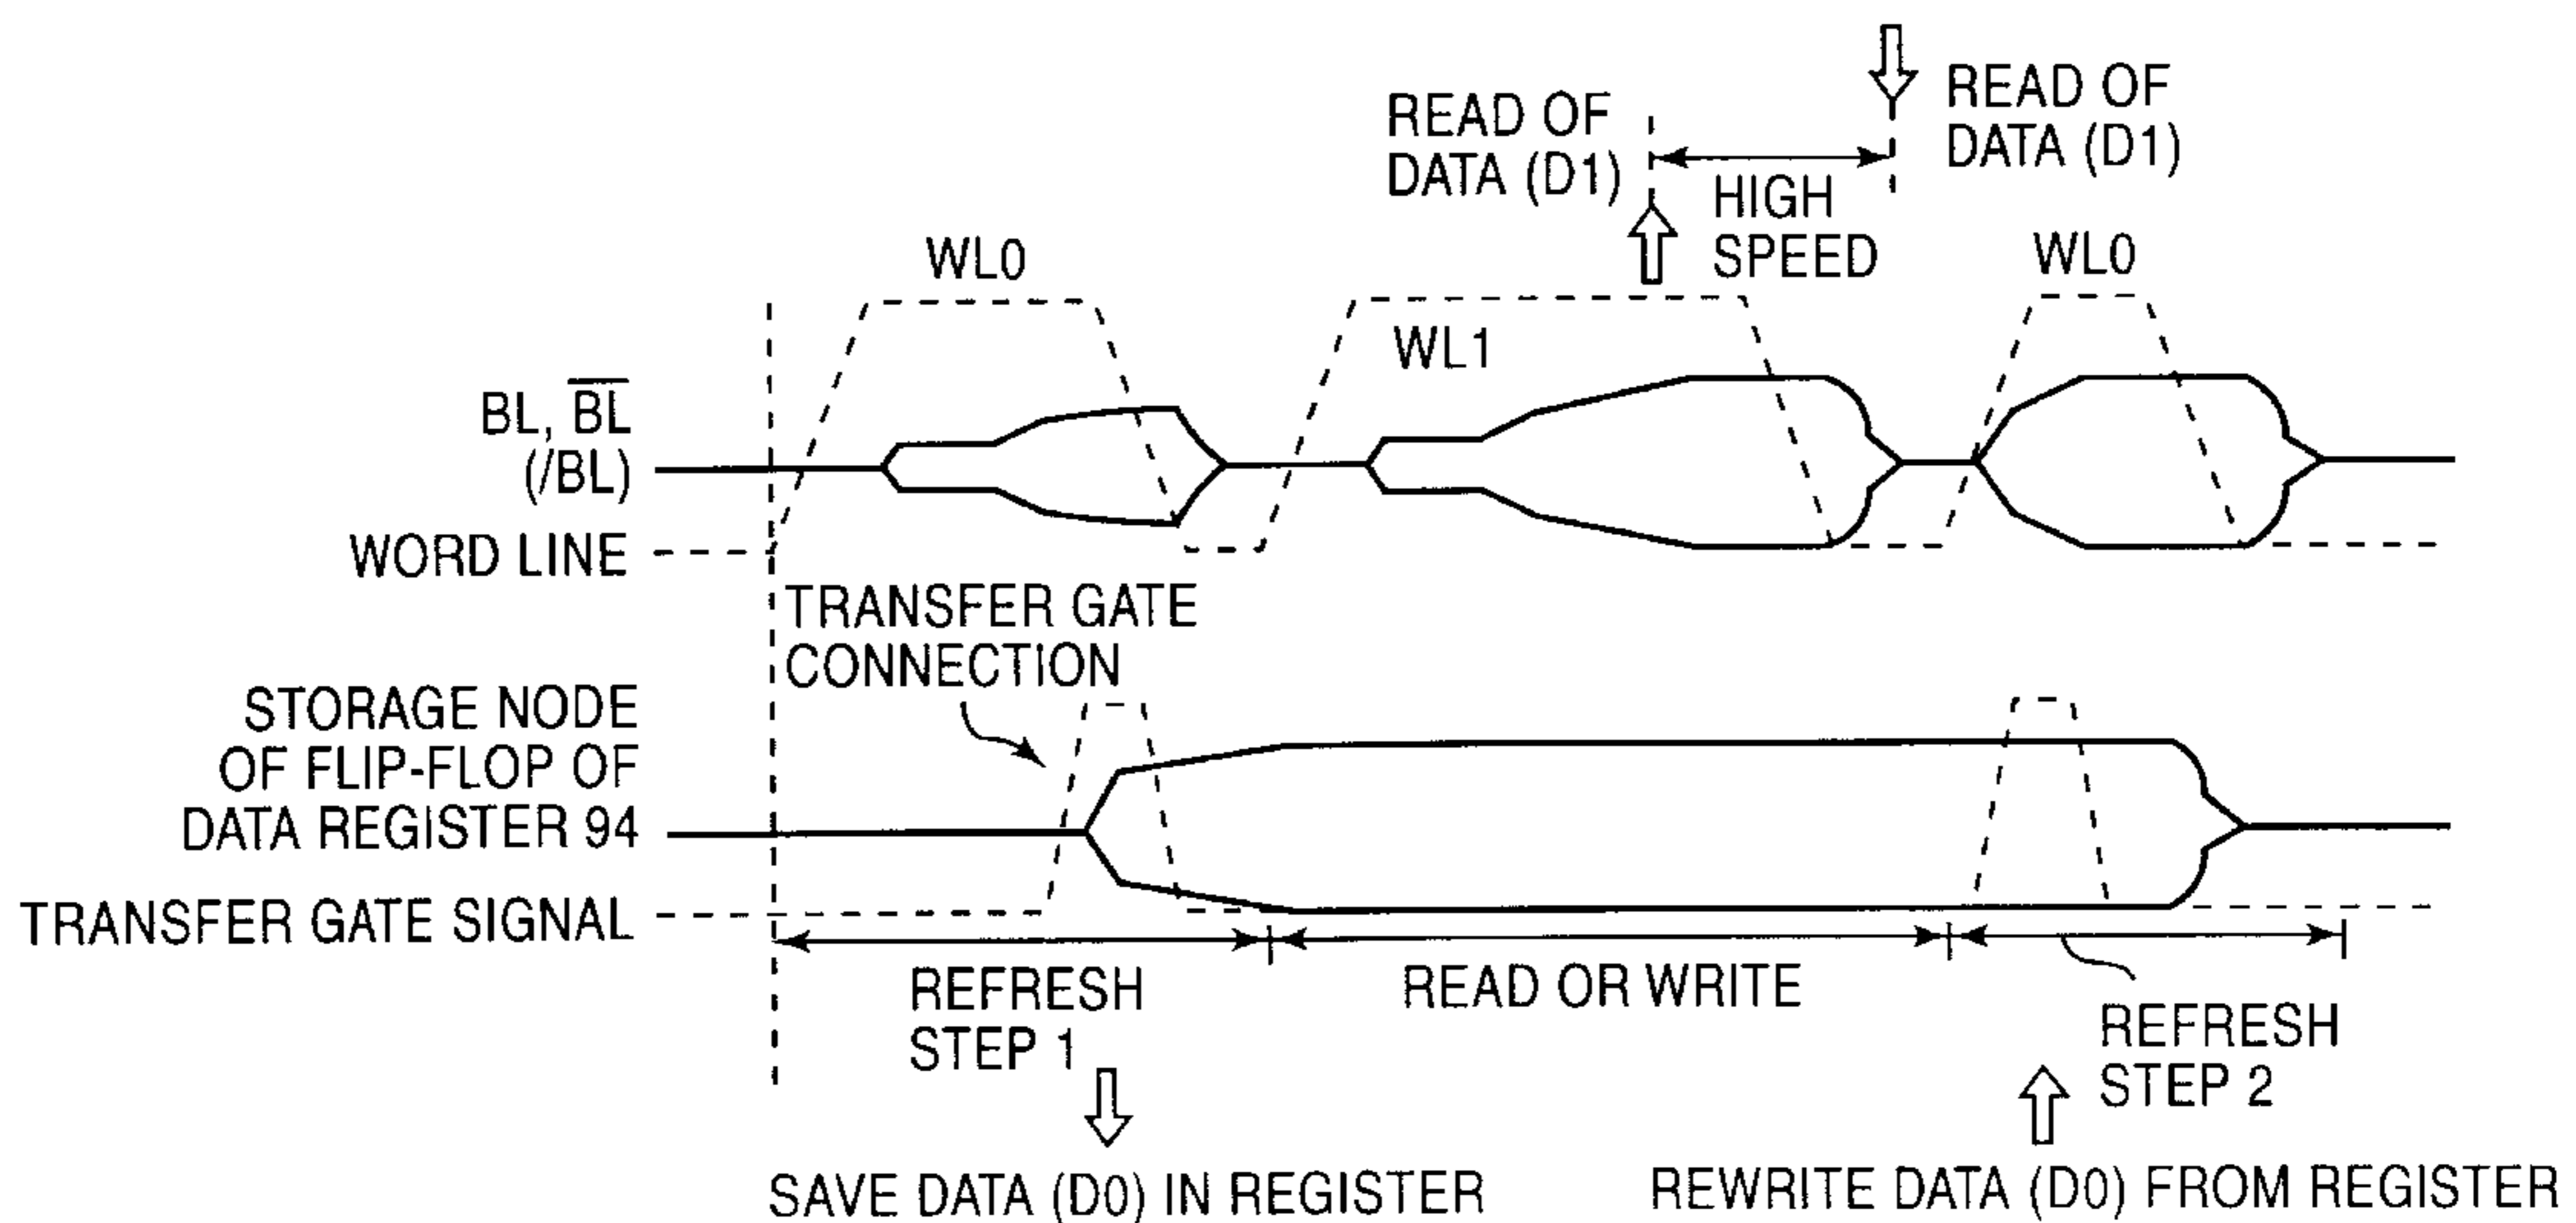 READ OF
DATA (D1)
READ OF
DATA (D1)
HIGH
SPEED
WL0
WL0
WL1
BL, B̅L̅
(/BL)
WORD LINE
TRANSFER GATE
CONNECTION
STORAGE NODE
OF FLIP-FLOP OF
DATA REGISTER 94
TRANSFER GATE SIGNAL
REFRESH
STEP 1
READ OR WRITE
REFRESH
STEP 2
SAVE DATA (D0) IN REGISTER
REWRITE DATA (D0) FROM REGISTER